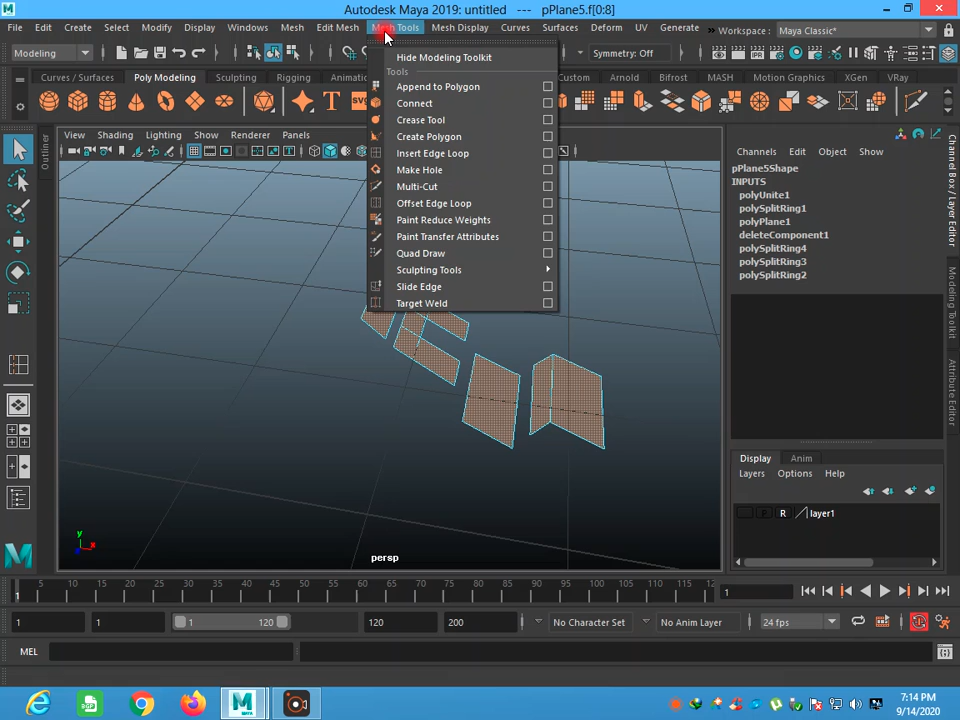 Autodesk Maya 2019: untitled --- pPlane5.f[0:8]
File Edit Create Select Modify Display Windows Mesh Edit Mesh Mesh Tools Mesh Display Curves Surfaces Deform UV Generate Workspace : Maya Classic*
Modeling Symmetry: Off
Curves / Surfaces Poly Modeling Sculpting Rigging Custom Arnold Bifrost MASH Motion Graphics XGen VRay
View Shading Lighting Show Renderer Panels
Outliner
Hide Modeling Toolkit
Tools
Append to Polygon
Connect
Crease Tool
Create Polygon
Insert Edge Loop
Make Hole
Multi-Cut
Offset Edge Loop
Paint Reduce Weights
Paint Transfer Attributes
Quad Draw
Sculpting Tools
Slide Edge
Target Weld
Channels Edit Object Show
pPlane5Shape
INPUTS
polyUnite1
polySplitRing1
polyPlane1
deleteComponent1
polySplitRing4
polySplitRing3
polySplitRing2
Channel Box / Layer Editor
Modeling Toolkit
Attribute Editor
Display Anim
Layers Options Help
R layer1
y
x
persp
5 10 15 20 25 30 35 40 45 50 55 60 65 70 75 80 85 90 95 100 105 110 115 12
1
1
1 1 1 120 120 200 No Character Set No Anim Layer 24 fps
MEL
7:14 PM
9/14/2020